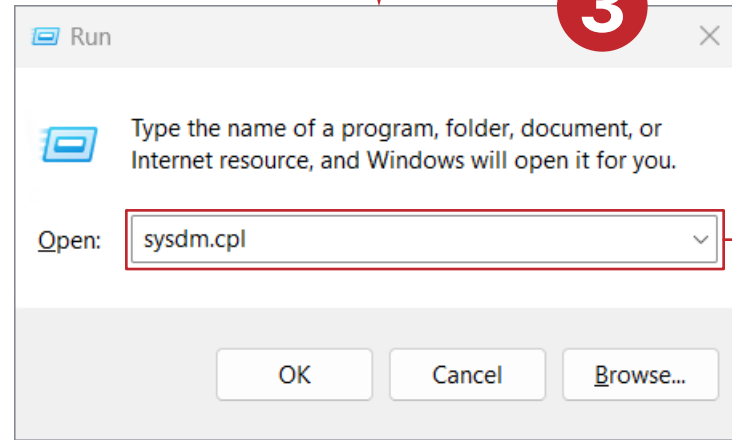 3
Run
Type the name of a program, folder, document, or
Internet resource, and Windows will open it for you.
Open: sysdm.cpl
OK Cancel Browse...